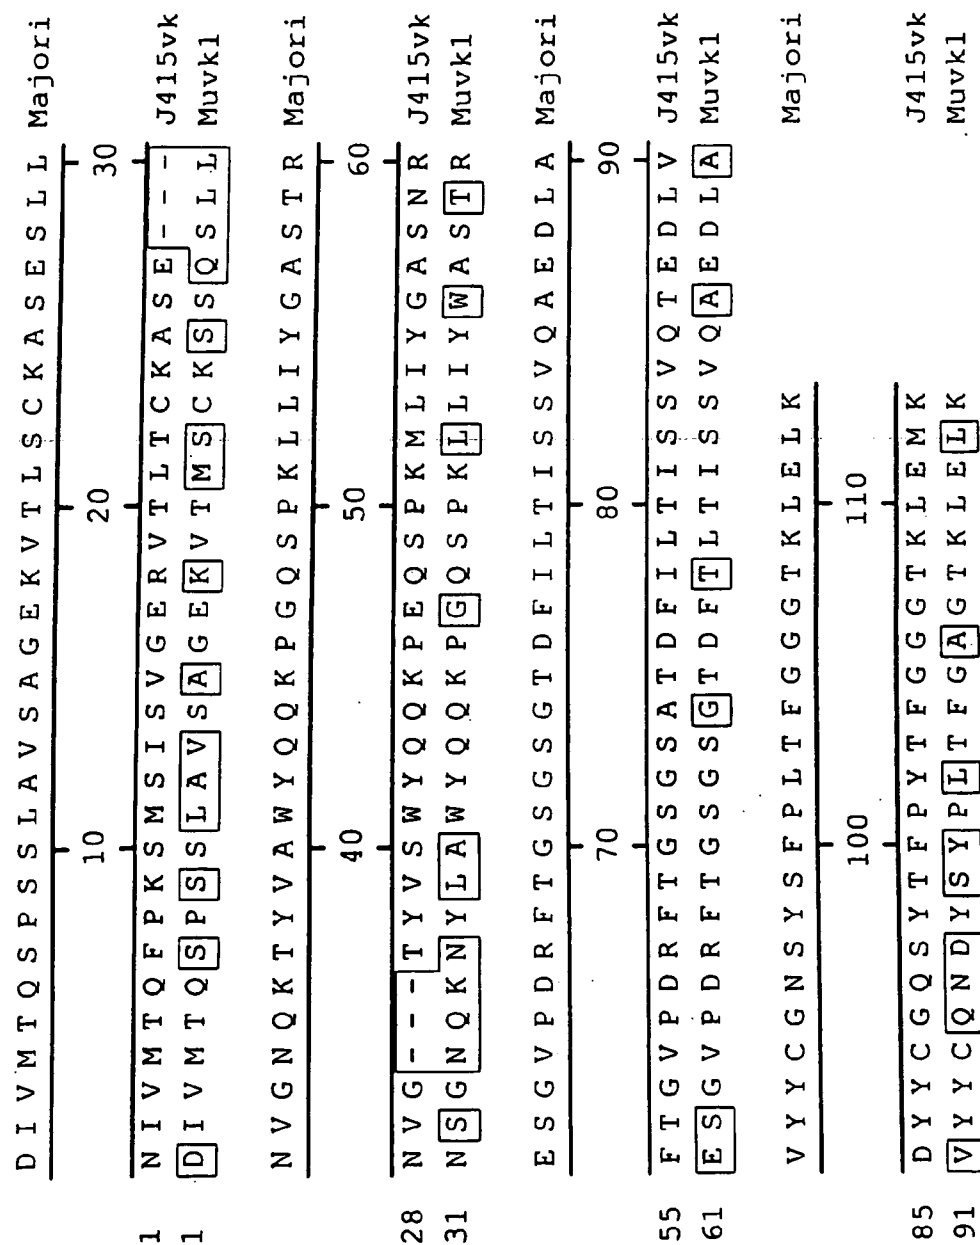 D I V M T Q S P S S L A V S A G E K V T L S C K A S E S L L Majori
10 20 30
1 N I V M T Q F P K S M S I S V G E R V T L T C K A S E - - - J415vk
1 D I V M T Q S P S S L A V S A G E K V T M S C K S S Q S L L Muvk1
N V G N Q K T Y V A W Y Q Q K P G Q S P K L L I Y G A S T R Majori
40 50 60
28 N V G - - - T Y V S W Y Q Q K P E Q S P K M L I Y G A S N R J415vk
31 N S G N Q K N Y L A W Y Q Q K P G Q S P K L L I Y W A S T R Muvk1
E S G V P D R F T G S G S G T D F I L T I S S V Q A E D L A Majori
70 80 90
55 F T G V P D R F T G S G S A T D F I L T I S S V Q T E D L V J415vk
61 E S G V P D R F T G S G S G T D F T L T I S S V Q A E D L A Muvk1
V Y Y C G N S Y S F P L T F G G G T K L E L K Majori
100 110
85 D Y Y C G Q S Y T F P Y T F G G G T K L E M K J415vk
91 V Y Y C Q N D Y S Y P L T F G A G T K L E L K Muvk1